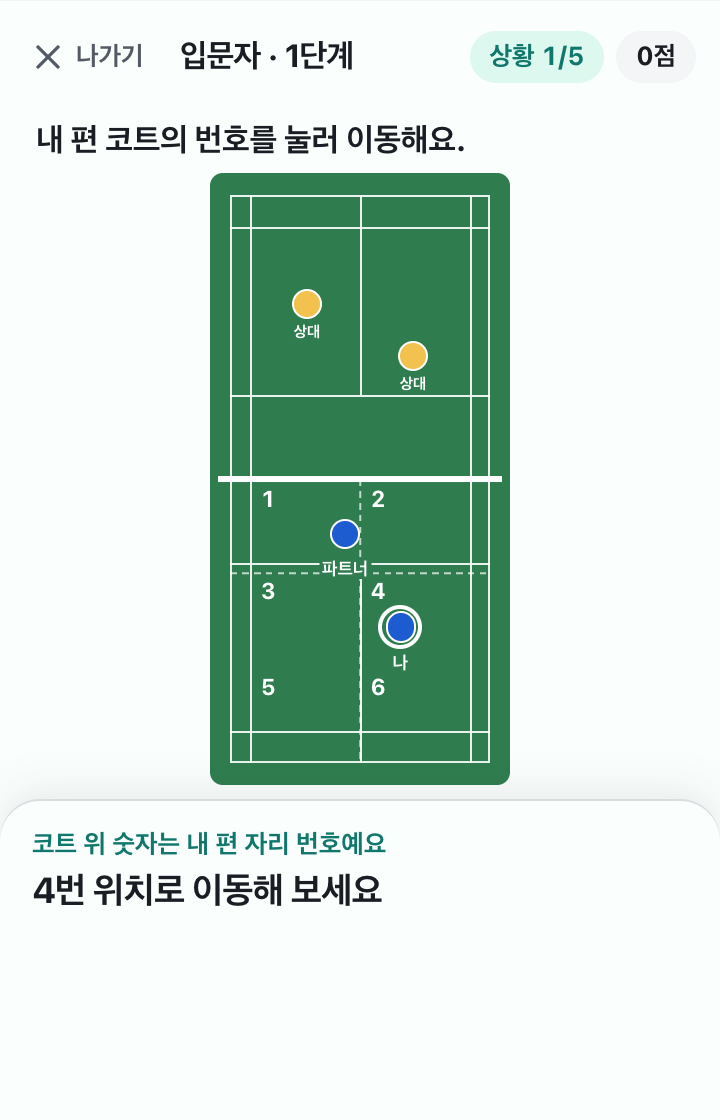 나가기 입문자 · 1단계 상황 1/5 0점
내 편 코트의 번호를 눌러 이동해요.
상대
상대
1 2
파트너
3 4
나
5 6
코트 위 숫자는 내 편 자리 번호예요
4번 위치로 이동해 보세요